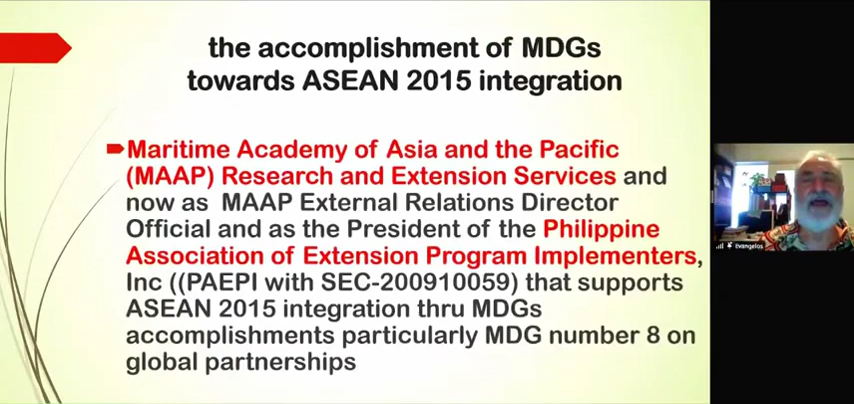 the accomplishment of MDGs
towards ASEAN 2015 integration
Maritime Academy of Asia and the Pacific
(MAAP) Research and Extension Services and
now as MAAP External Relations Director
Official and as the President of the Philippine
Association of Extension Program Implementers,
Inc ((PAEPI with SEC-200910059) that supports
ASEAN 2015 integration thru MDGs
accomplishments particularly MDG number 8 on
global partnerships
Evangelos